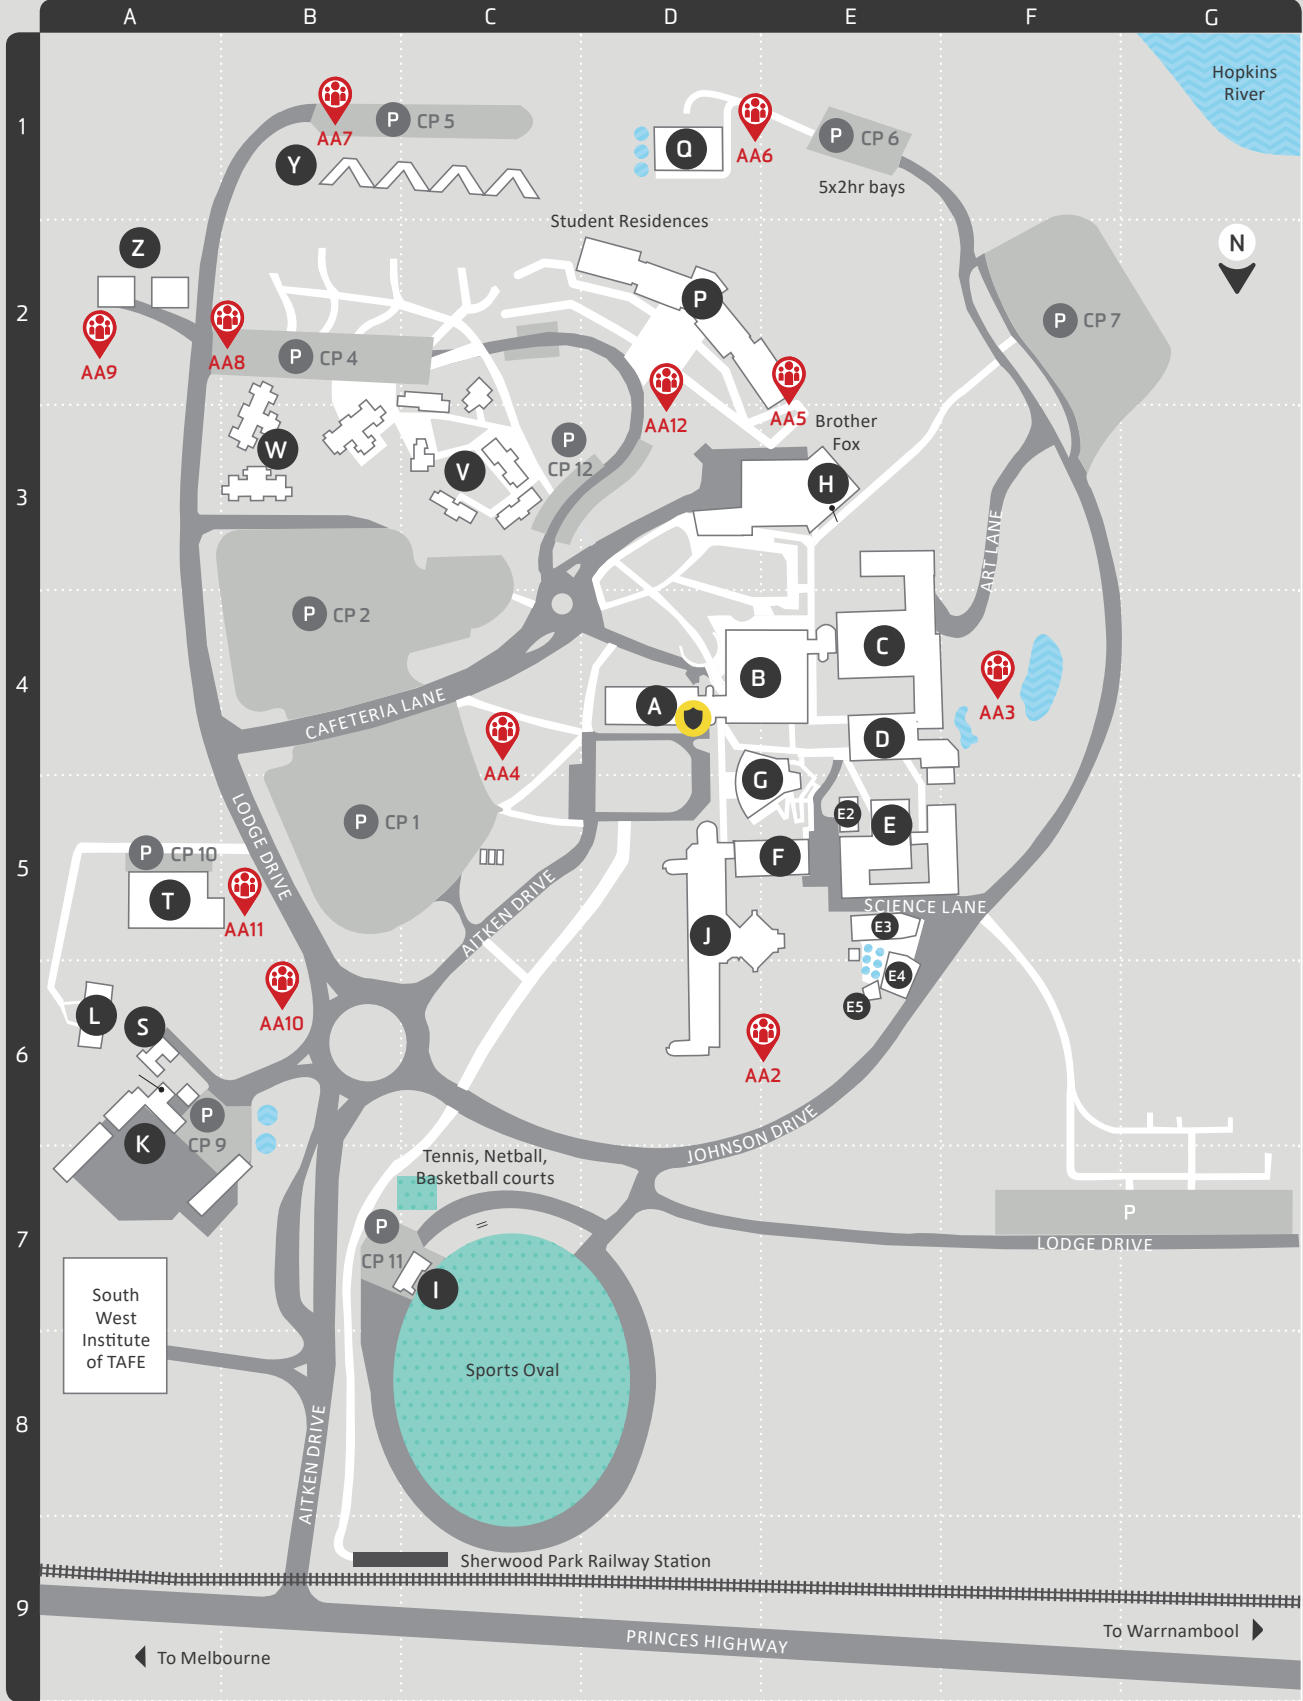 A B C D E F G
1
2
3
4
5
6
7
8
9
Hopkins
River
AA7
P CP 5
Y
Q
AA6
P CP 6
5x2hr bays
Student Residences
N
Z
AA9
AA8
P CP 4
P
P CP 7
AA12
AA5
Brother
Fox
W
V
P
CP 12
H
ART LANE
P CP 2
CAFETERIA LANE
A
B
C
AA3
AA4
D
G
P CP 1
E2
E
LODGE DRIVE
P CP 10
T
AA11
F
AITKEN DRIVE
SCIENCE LANE
J
E3
E4
E5
AA10
L
S
AA2
P
CP 9
K
JOHNSON DRIVE
Tennis, Netball,
Basketball courts
P
CP 11
I
P
LODGE DRIVE
South
West
Institute
of TAFE
Sports Oval
AITKEN DRIVE
Sherwood Park Railway Station
PRINCES HIGHWAY
To Warrnambool
To Melbourne